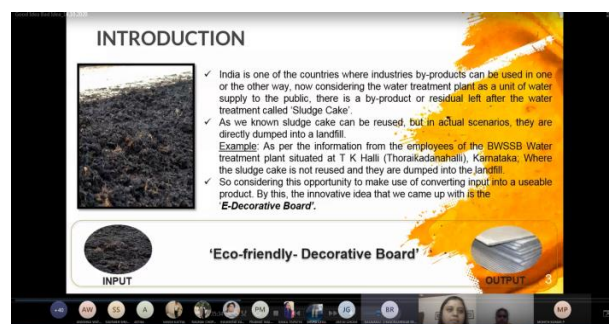 INTRODUCTION
✓ India is one of the countries where industries by-products can be used in one
or the other way, now considering the water treatment plant as a unit of water
supply to the public, there is a by-product or residual left after the water
treatment called ‘Sludge Cake’.
✓ As we known sludge cake can be reused, but in actual scenarios, they are
directly dumped into a landfill.
Example: As per the information from the employees of the BWSSB Water
treatment plant situated at T K Halli (Thoraikadanahalli), Karnataka, Where
the sludge cake is not reused and they are dumped into the landfill.
✓ So considering this opportunity to make use of converting input into a useable
product. By this, the innovative idea that we came up with is the
‘E-Decorative Board’.
‘Eco-friendly- Decorative Board’
INPUT
OUTPUT
3
+40
AW
SS
A
PM
JG
BR
MP